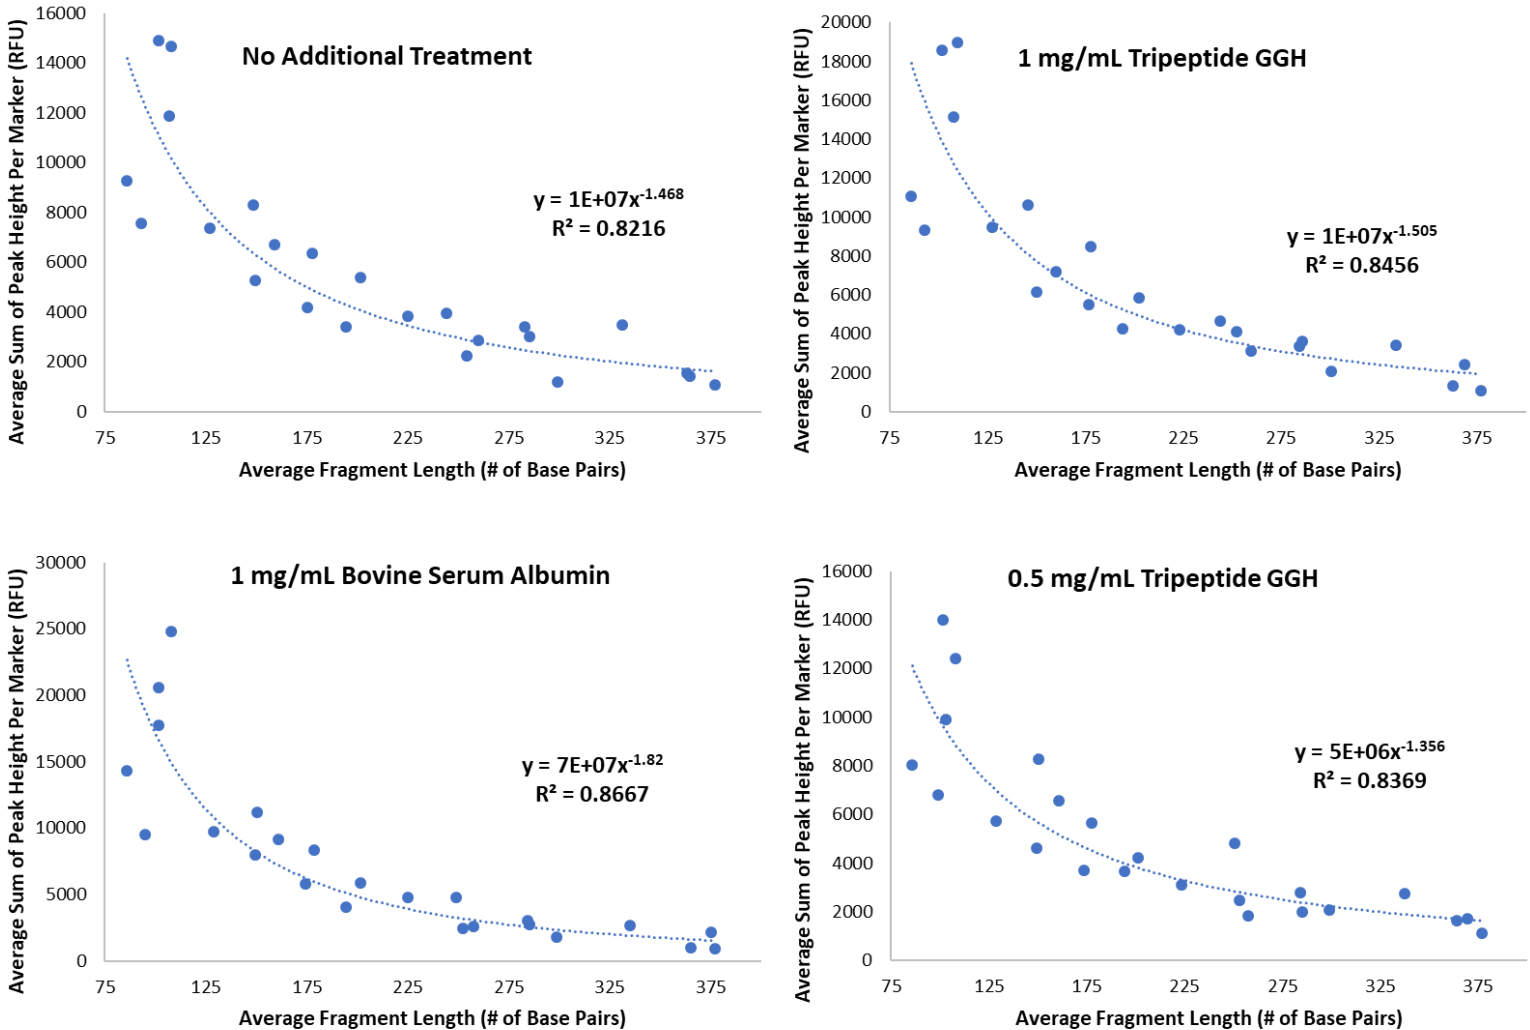 No Additional Treatment
Average Sum of Peak Height Per Marker (RFU)
16000
14000
12000
10000
8000
6000
4000
2000
0
y = 1E+07x^-1.468
R² = 0.8216
75 125 175 225 275 325 375
Average Fragment Length (# of Base Pairs)
1 mg/mL Tripeptide GGH
Average Sum of Peak Height Per Marker (RFU)
20000
18000
16000
14000
12000
10000
8000
6000
4000
2000
0
y = 1E+07x^-1.505
R² = 0.8456
75 125 175 225 275 325 375
Average Fragment Length (# of Base Pairs)
1 mg/mL Bovine Serum Albumin
Average Sum of Peak Height Per Marker (RFU)
30000
25000
20000
15000
10000
5000
0
y = 7E+07x^-1.82
R² = 0.8667
75 125 175 225 275 325 375
Average Fragment Length (# of Base Pairs)
0.5 mg/mL Tripeptide GGH
Average Sum of Peak Height Per Marker (RFU)
16000
14000
12000
10000
8000
6000
4000
2000
0
y = 5E+06x^-1.356
R² = 0.8369
75 125 175 225 275 325 375
Average Fragment Length (# of Base Pairs)